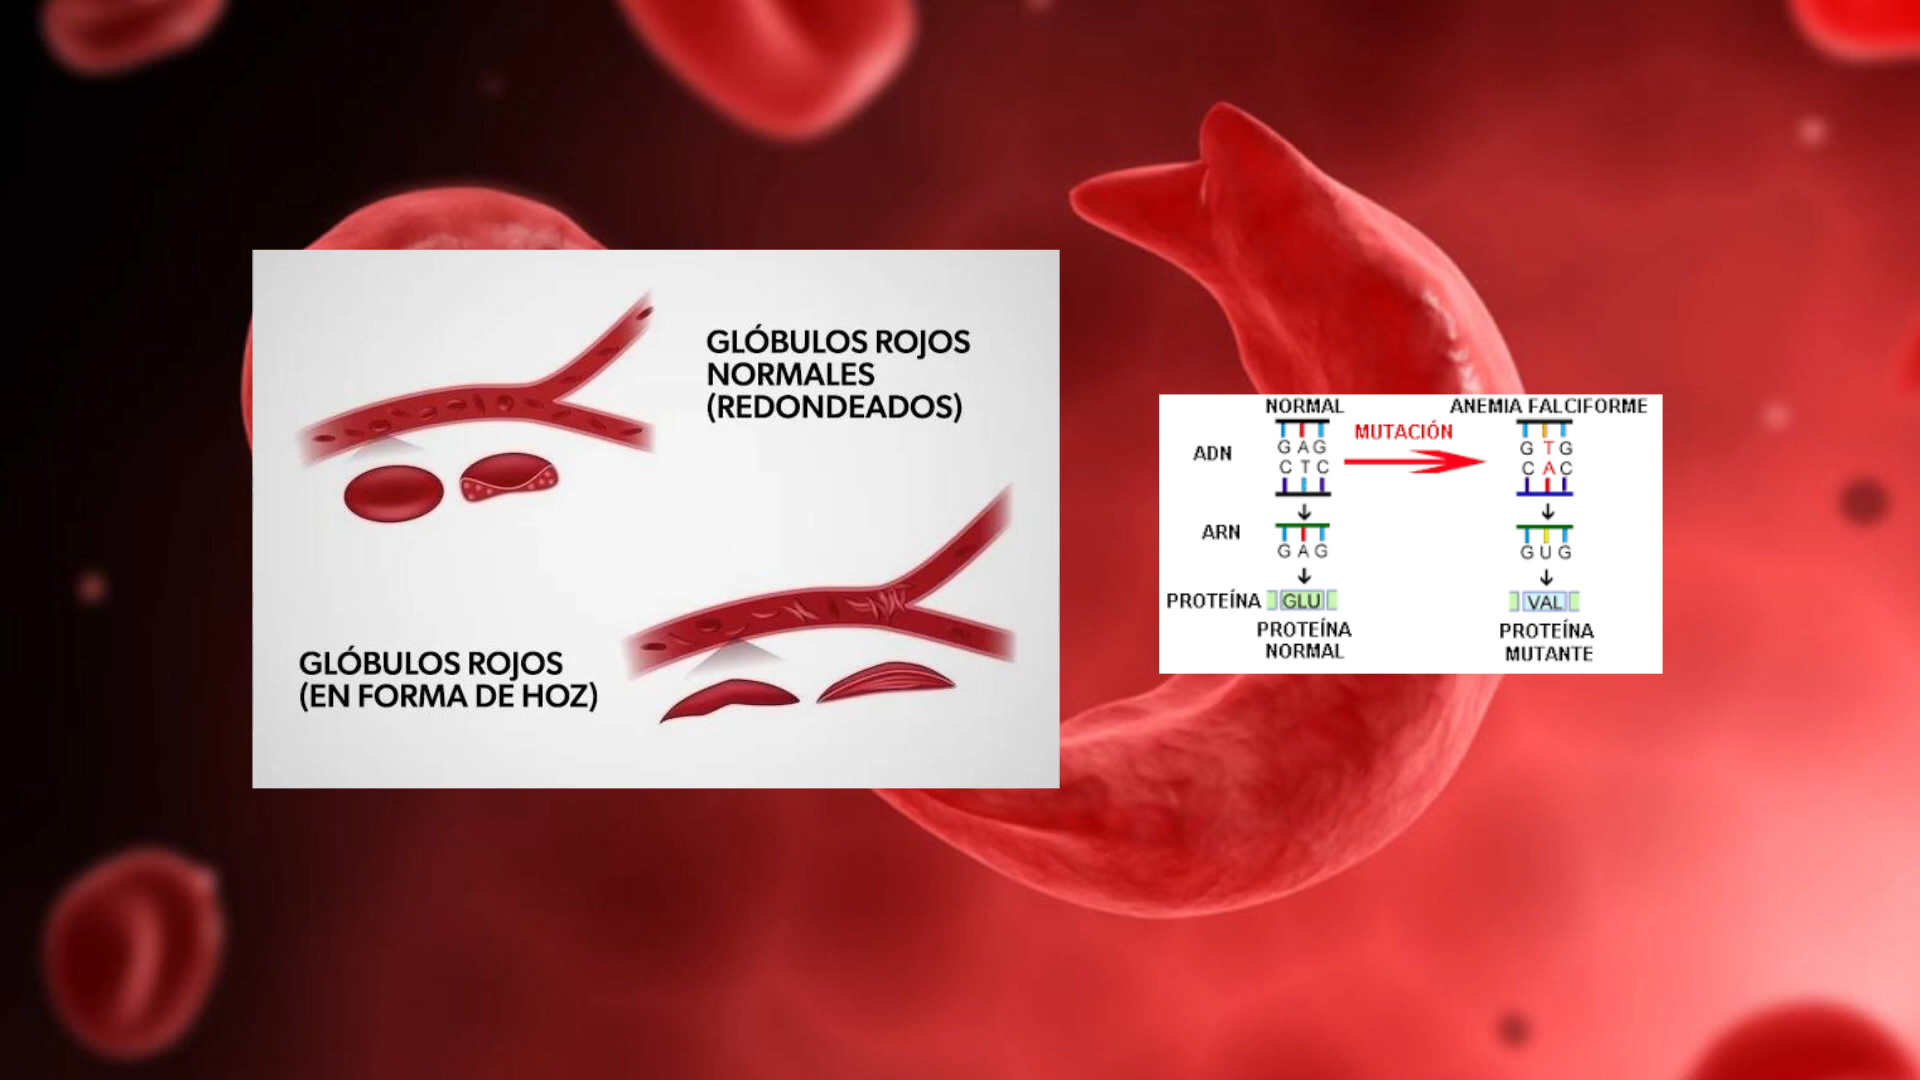 GLÓBULOS ROJOS
NORMALES
(REDONDEADOS)
GLÓBULOS ROJOS
(EN FORMA DE HOZ)
NORMAL
ANEMIA FALCIFORME
MUTACIÓN
ADN
G A G
C T C
G T G
C A C
ARN
G A G
G U G
PROTEÍNA
GLU
VAL
PROTEÍNA
NORMAL
PROTEÍNA
MUTANTE